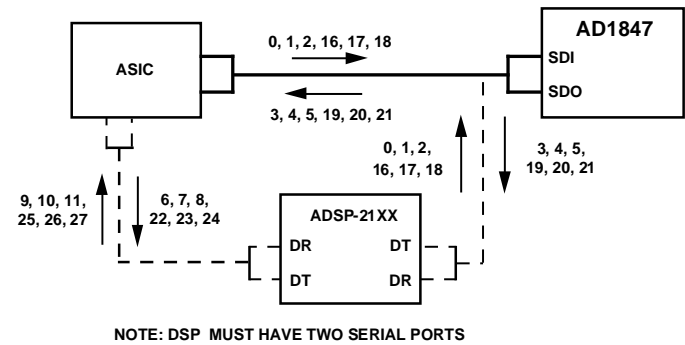 0, 1, 2, 16, 17, 18
AD1847
ASIC
SDI
SDO
3, 4, 5, 19, 20, 21
0, 1, 2,
16, 17, 18
3, 4, 5,
19, 20, 21
9, 10, 11,
25, 26, 27
6, 7, 8,
22, 23, 24
ADSP-21XX
DR
DT
DT
DR
NOTE: DSP MUST HAVE TWO SERIAL PORTS